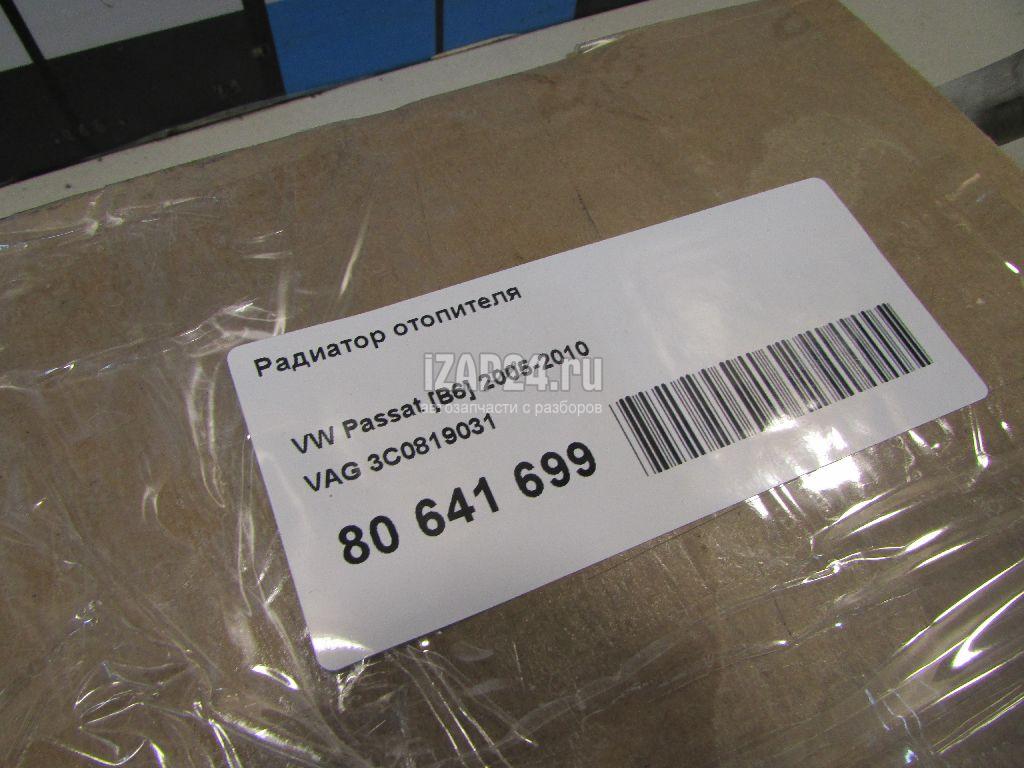 Радиатор отопителя
VW Passat [B6] 2005-2010
VAG 3C0819031
80 641 699
iZAP24.ru
автозапчасти с разборов